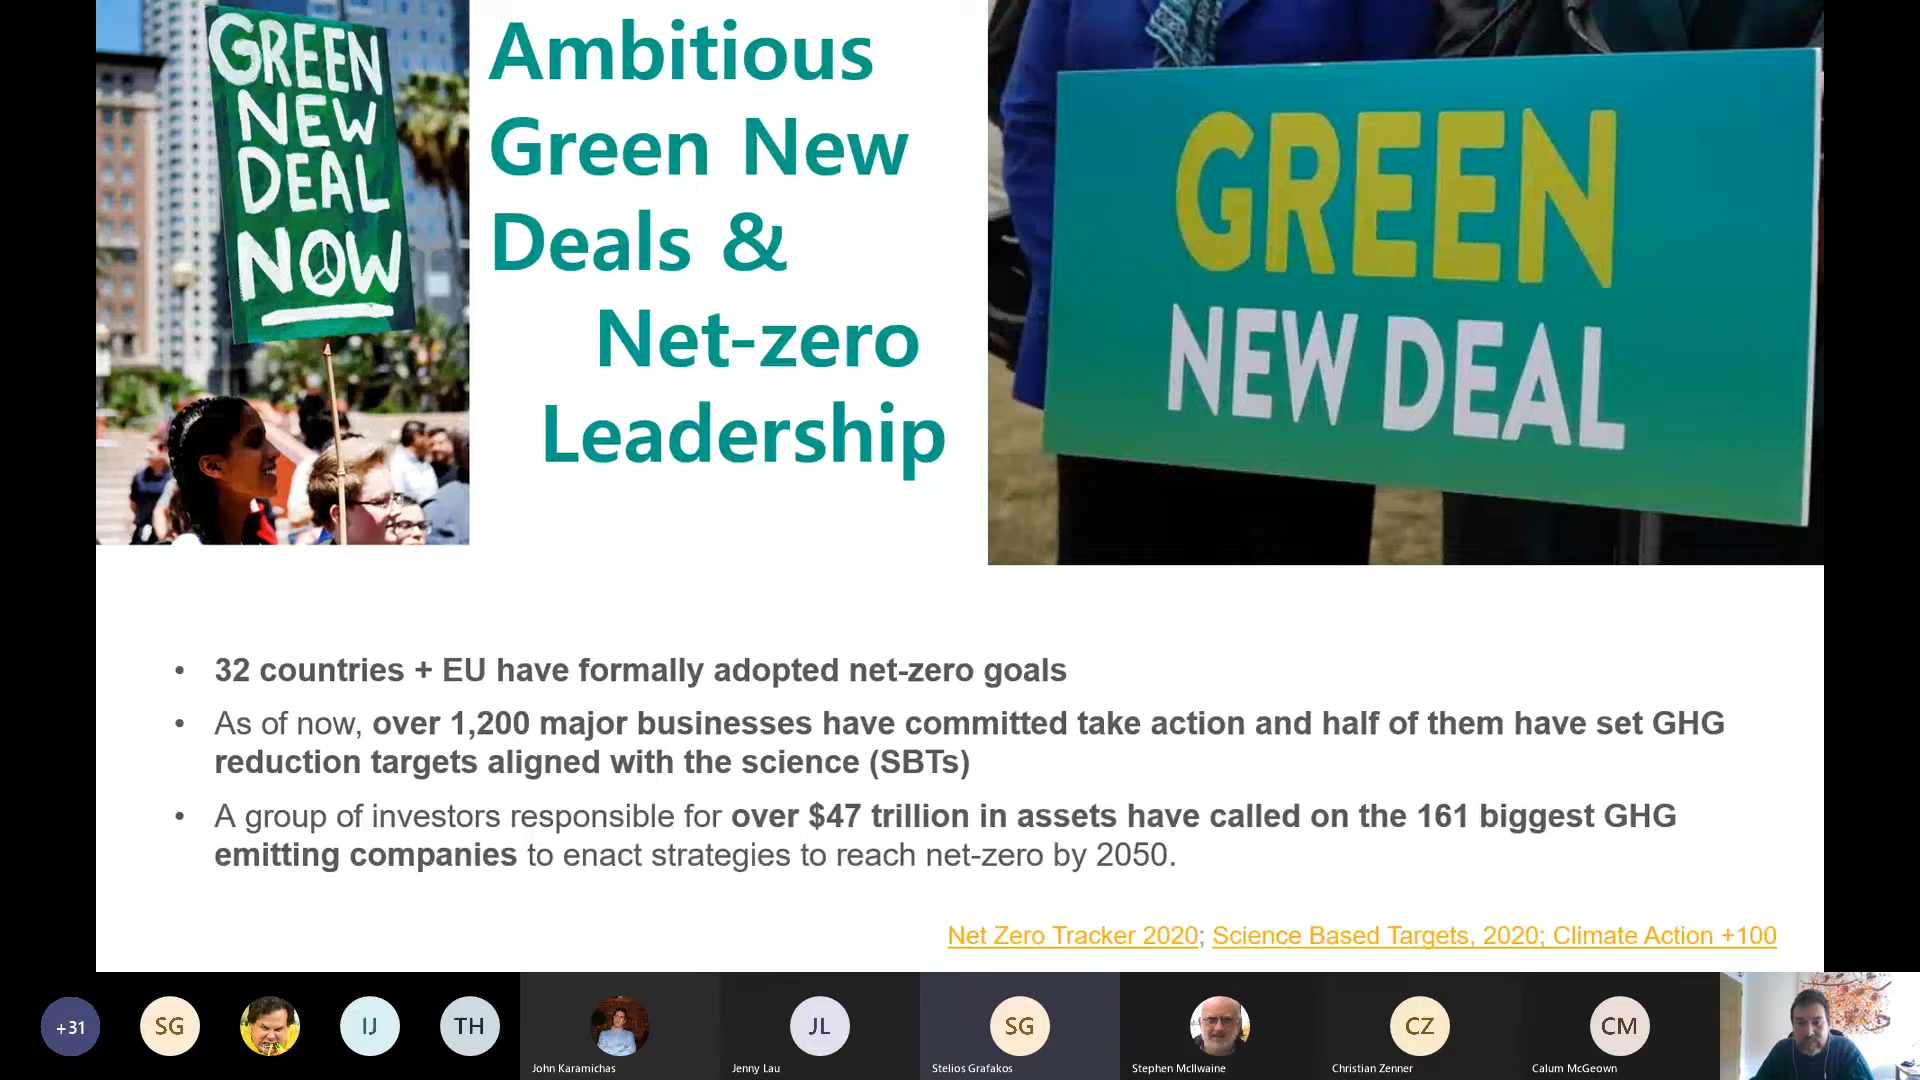 GREEN
NEW
DEAL
NOW
Ambitious
Green New
Deals &
Net-zero
Leadership
GREEN
NEW DEAL
• 32 countries + EU have formally adopted net-zero goals
• As of now, over 1,200 major businesses have committed take action and half of them have set GHG
reduction targets aligned with the science (SBTs)
• A group of investors responsible for over $47 trillion in assets have called on the 161 biggest GHG
emitting companies to enact strategies to reach net-zero by 2050.
Net Zero Tracker 2020; Science Based Targets, 2020; Climate Action +100
+31
SG
IJ
TH
John Karamichas
JL
Jenny Lau
SG
Stelios Grafakos
Stephen McIlwaine
CZ
Christian Zenner
CM
Calum McGeown